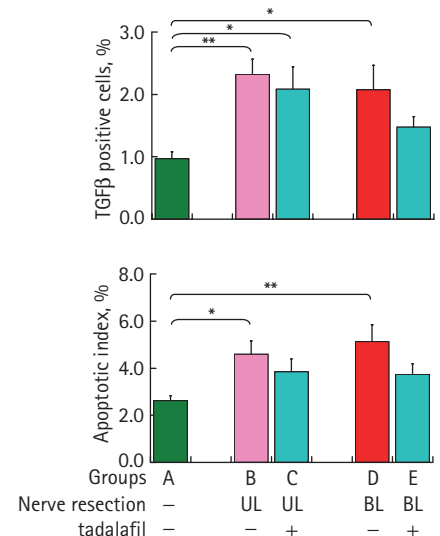 *
*
**
TGFβ positive cells, %
3.0
2.0
1.0
0.0
**
*
Apoptotic index, %
8.0
6.0
4.0
2.0
0.0
Groups A B C D E
Nerve resection – UL UL BL BL
tadalafil – – + – +